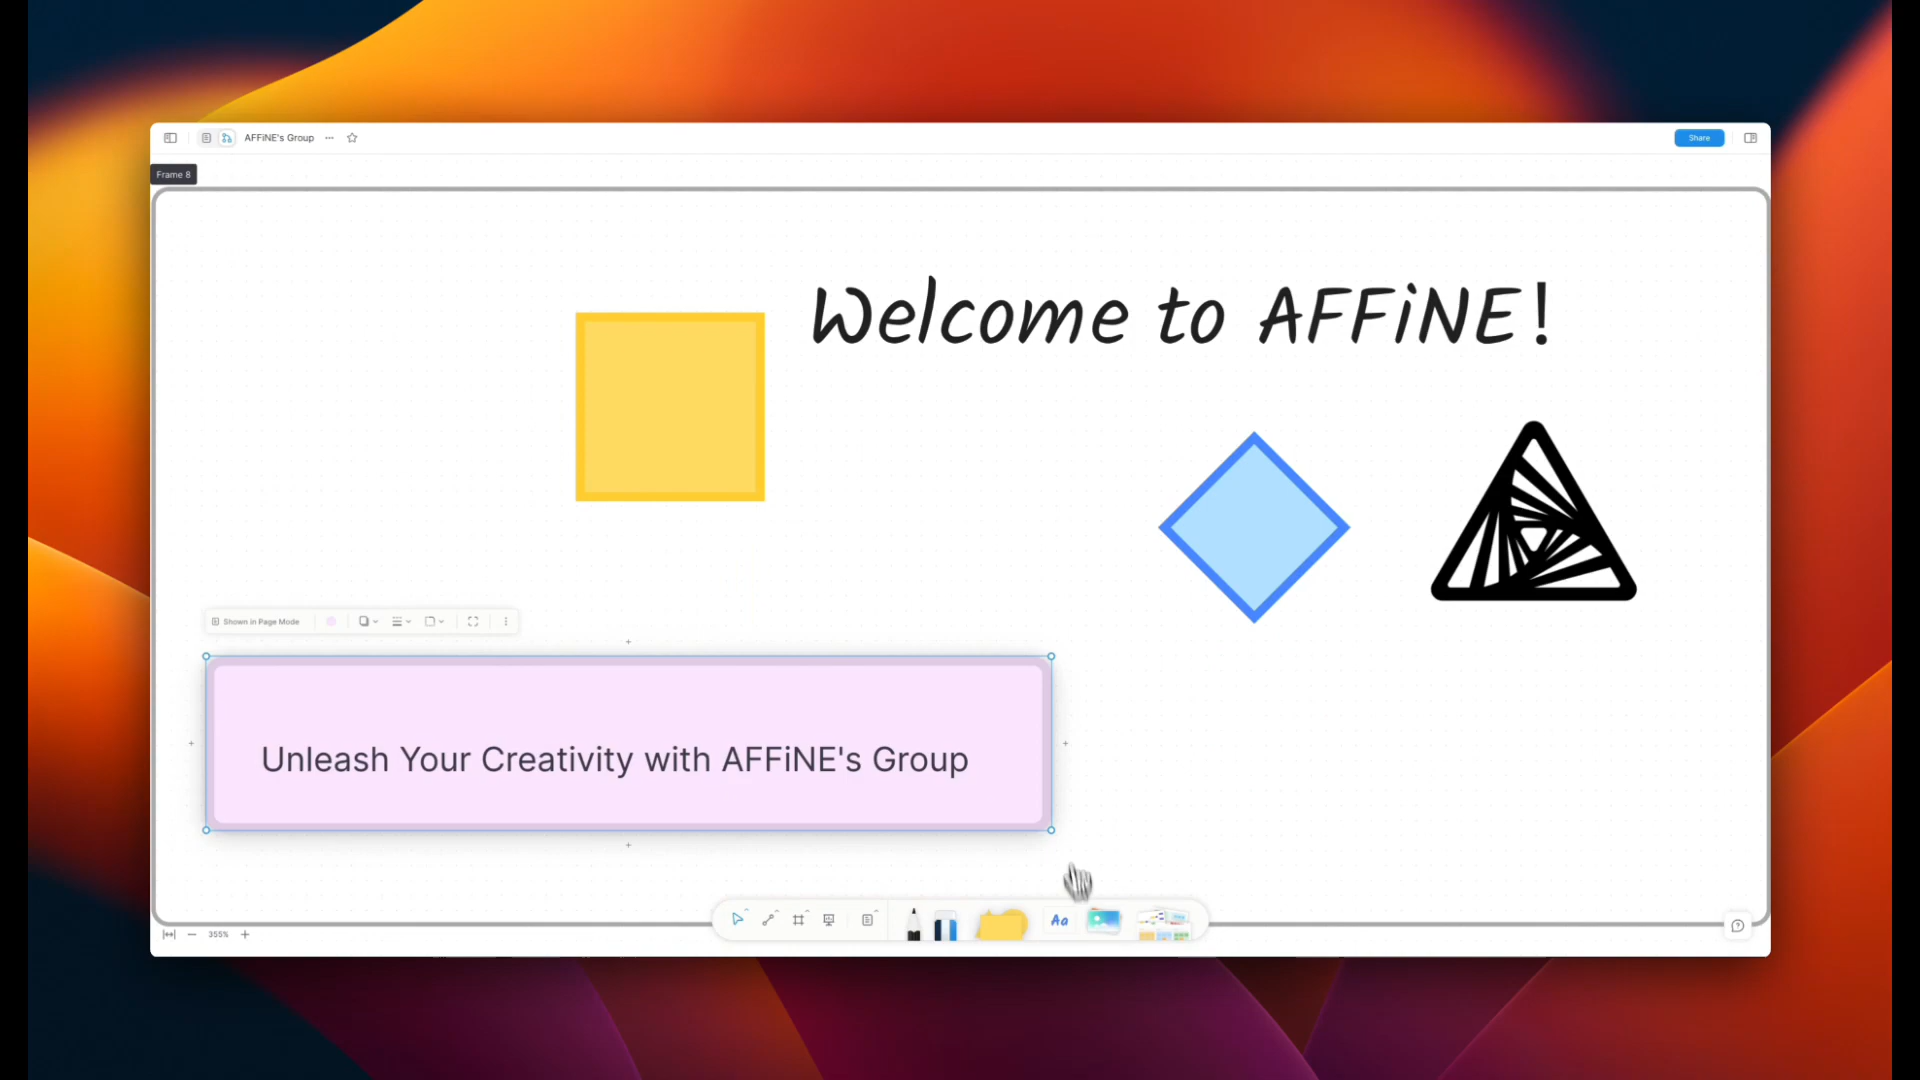 AFFiNE's Group
Share
Frame 8
Welcome to AFFiNE!
Shown in Page Mode
Unleash Your Creativity with AFFiNE's Group
Aa
355%